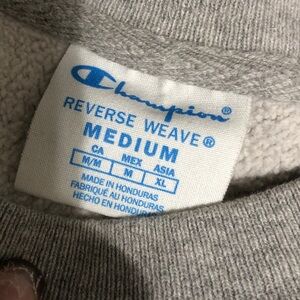 Champion®
REVERSE WEAVE®
MEDIUM
CA MEX ASIA
M/M M XL
MADE IN HONDURAS
FABRIQUÉ AU HONDURAS
HECHO EN HONDURAS